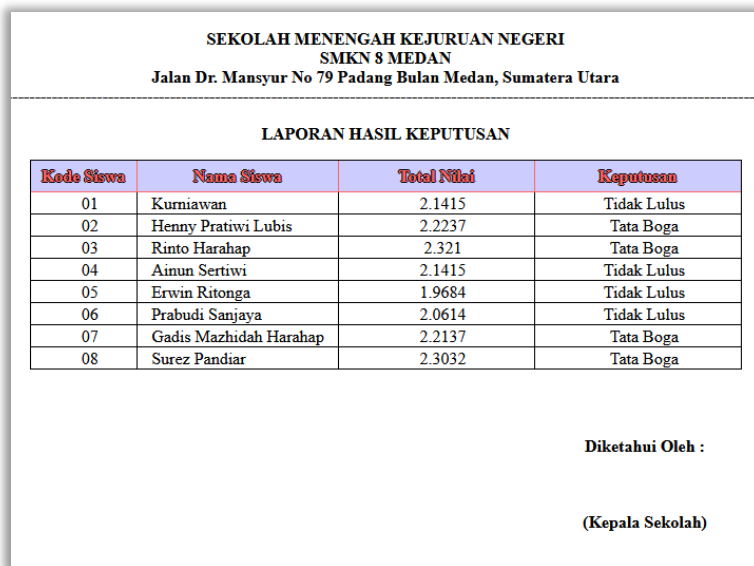 SEKOLAH MENENGAH KEJURUAN NEGERI
SMKN 8 MEDAN
Jalan Dr. Mansyur No 79 Padang Bulan Medan, Sumatera Utara
LAPORAN HASIL KEPUTUSAN
Kode Siswa Nama Siswa Total Nilai Keputusan
01 Kurniawan 2.1415 Tidak Lulus
02 Henny Pratiwi Lubis 2.2237 Tata Boga
03 Rinto Harahap 2.321 Tata Boga
04 Ainun Sertiwi 2.1415 Tidak Lulus
05 Erwin Ritonga 1.9684 Tidak Lulus
06 Prabudi Sanjaya 2.0614 Tidak Lulus
07 Gadis Mazhidah Harahap 2.2137 Tata Boga
08 Surez Pandiar 2.3032 Tata Boga
Diketahui Oleh :
(Kepala Sekolah)